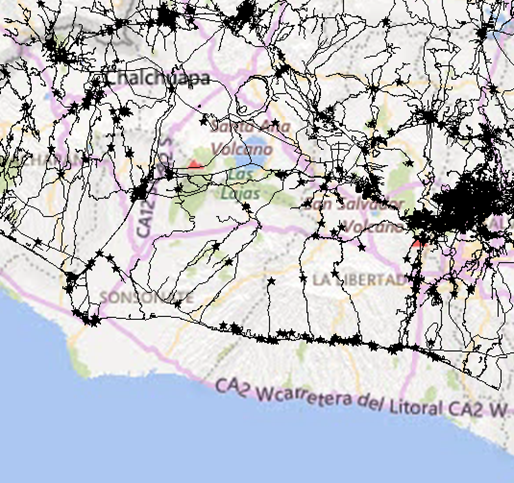 Chalchuapa
Santa Ana
Volcano
Las
Lajas
San Salvador
Volcano
SONSONATE
LA LIBERTAD
CA2 Wcarretera del Litoral CA2 W